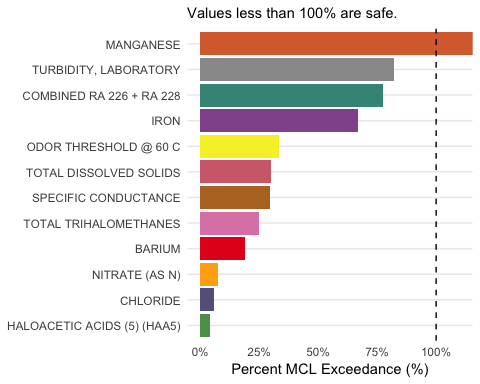 Values less than 100% are safe.
MANGANESE
TURBIDITY, LABORATORY
COMBINED RA 226 + RA 228
IRON
ODOR THRESHOLD @ 60 C
TOTAL DISSOLVED SOLIDS
SPECIFIC CONDUCTANCE
TOTAL TRIHALOMETHANES
BARIUM
NITRATE (AS N)
CHLORIDE
HALOACETIC ACIDS (5) (HAA5)
0% 25% 50% 75% 100%
Percent MCL Exceedance (%)